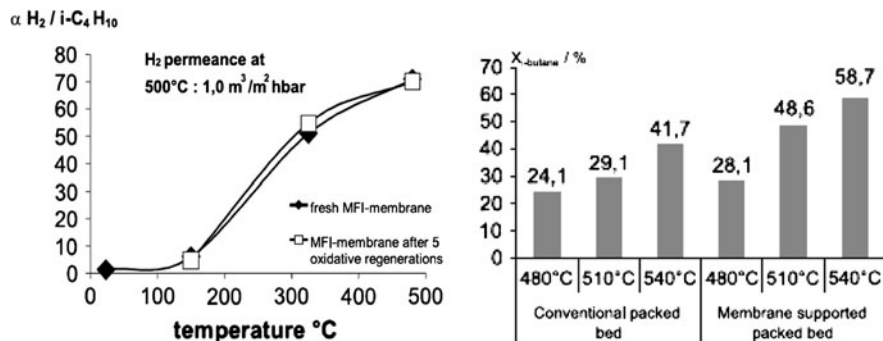 α H₂ / i-C₄ H₁₀
80
70
60
50
40
30
20
10
0
H₂ permeance at
500°C : 1,0 m³/m² hbar
fresh MFI-membrane
MFI-membrane after 5
oxidative regenerations
0 100 200 300 400 500
temperature °C
X i-butane / %
70
60
50
40
30
20
10
0
24,1 29,1 41,7 28,1 48,6 58,7
480°C 510°C 540°C 480°C 510°C 540°C
Conventional packed
bed
Membrane supported
packed bed